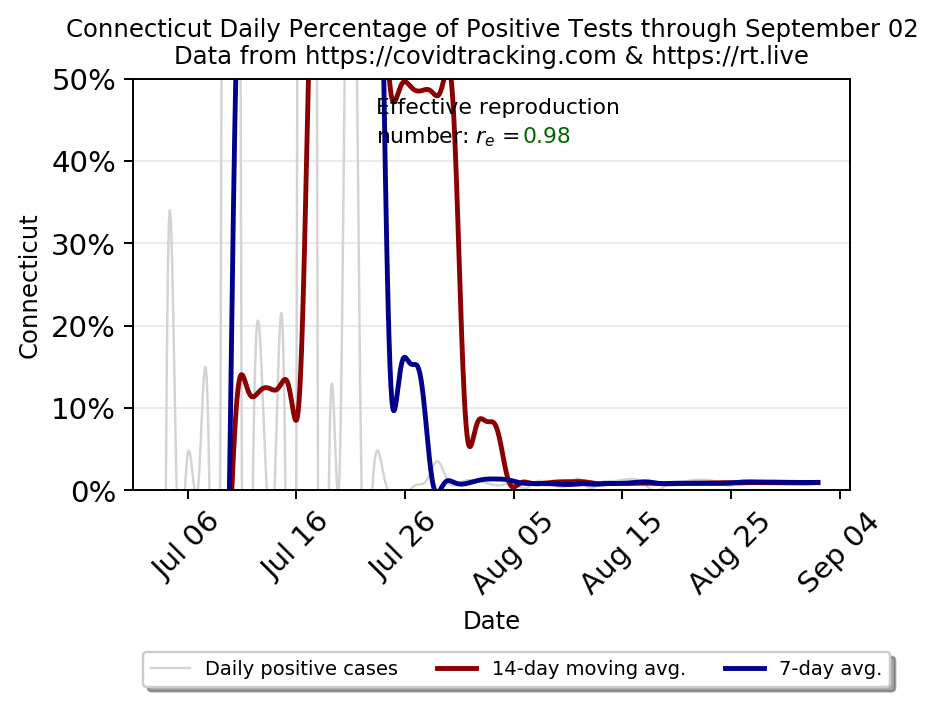 Connecticut Daily Percentage of Positive Tests through September 02
Data from https://covidtracking.com & https://rt.live
50%
40%
30%
20%
10%
0%
Connecticut
Effective reproduction
number: rₑ =0.98
Jul 06
Jul 16
Jul 26
Aug 05
Aug 15
Aug 25
Sep 04
Date
Daily positive cases
14-day moving avg.
7-day avg.